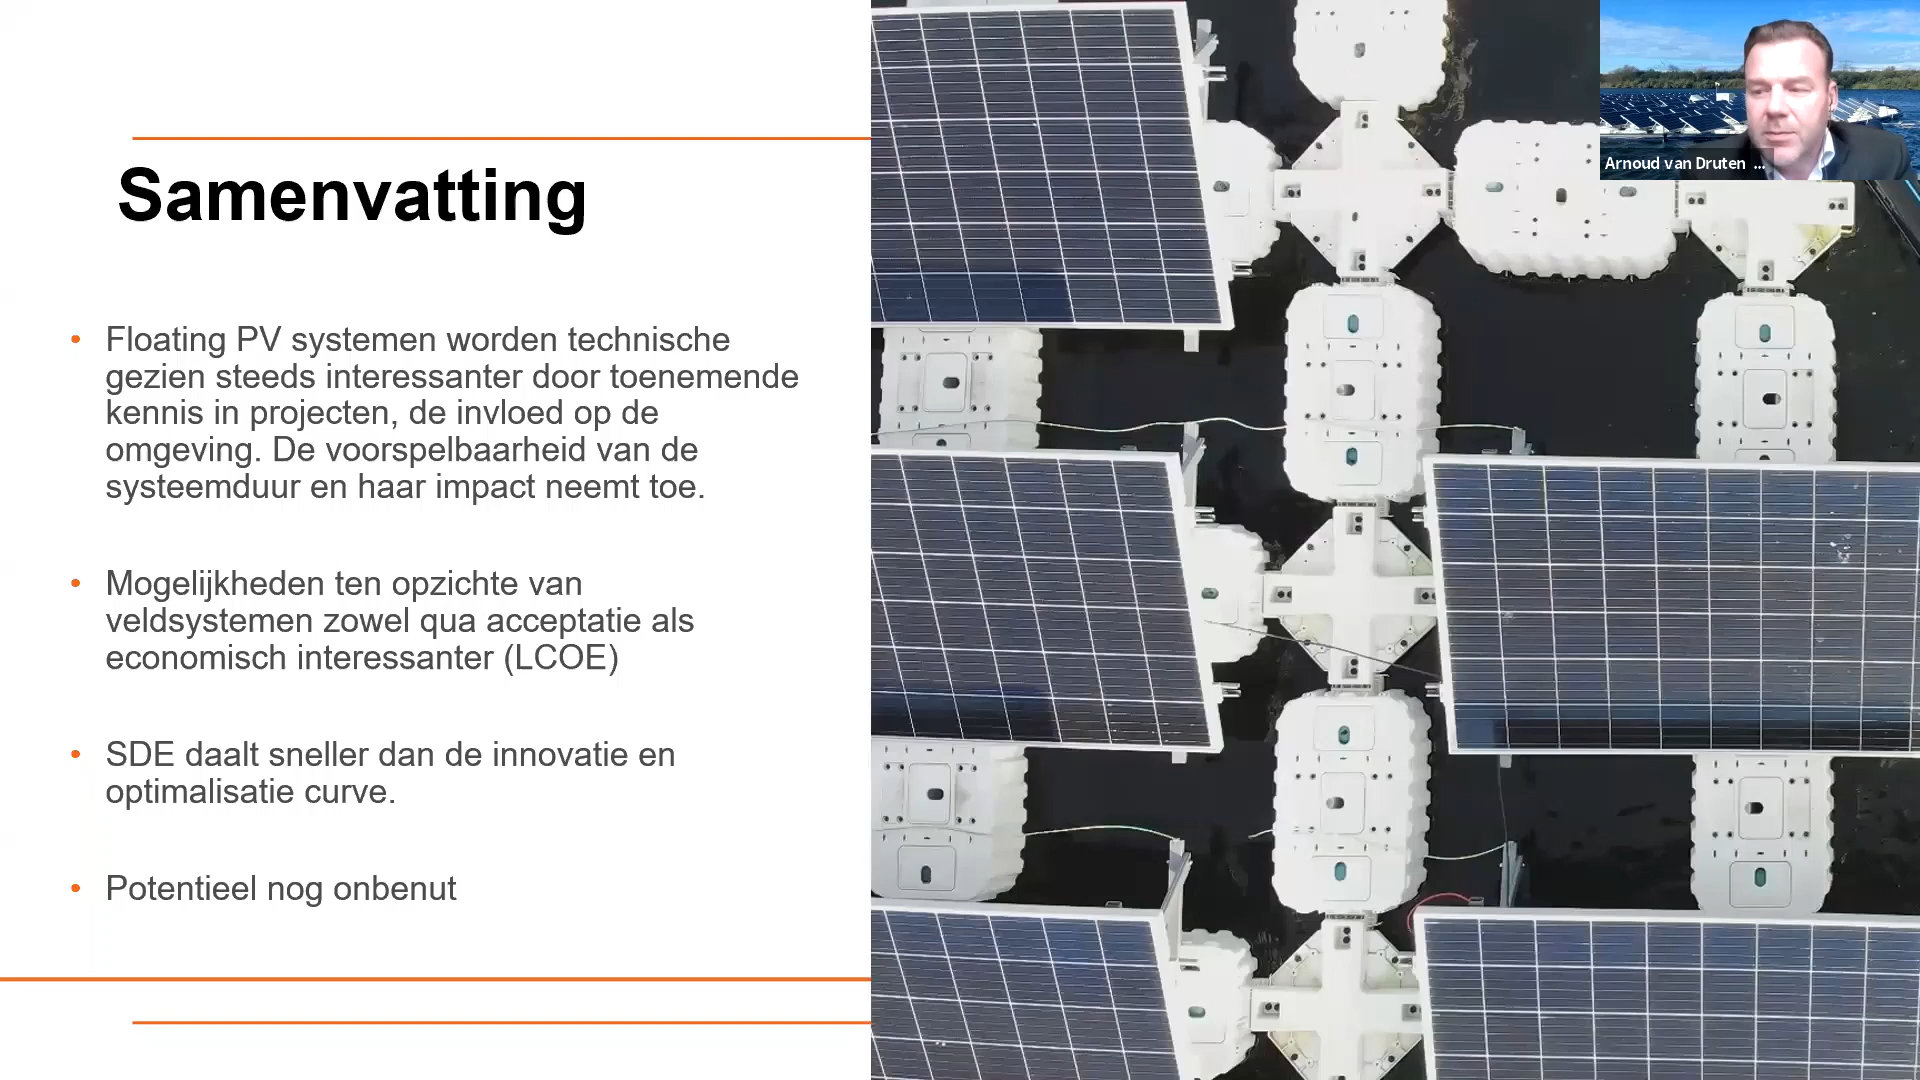 Samenvatting
• Floating PV systemen worden technische
gezien steeds interessanter door toenemende
kennis in projecten, de invloed op de
omgeving. De voorspelbaarheid van de
systeemduur en haar impact neemt toe.
• Mogelijkheden ten opzichte van
veldsystemen zowel qua acceptatie als
economisch interessanter (LCOE)
• SDE daalt sneller dan de innovatie en
optimalisatie curve.
• Potentieel nog onbenut
Arnoud van Druten ...